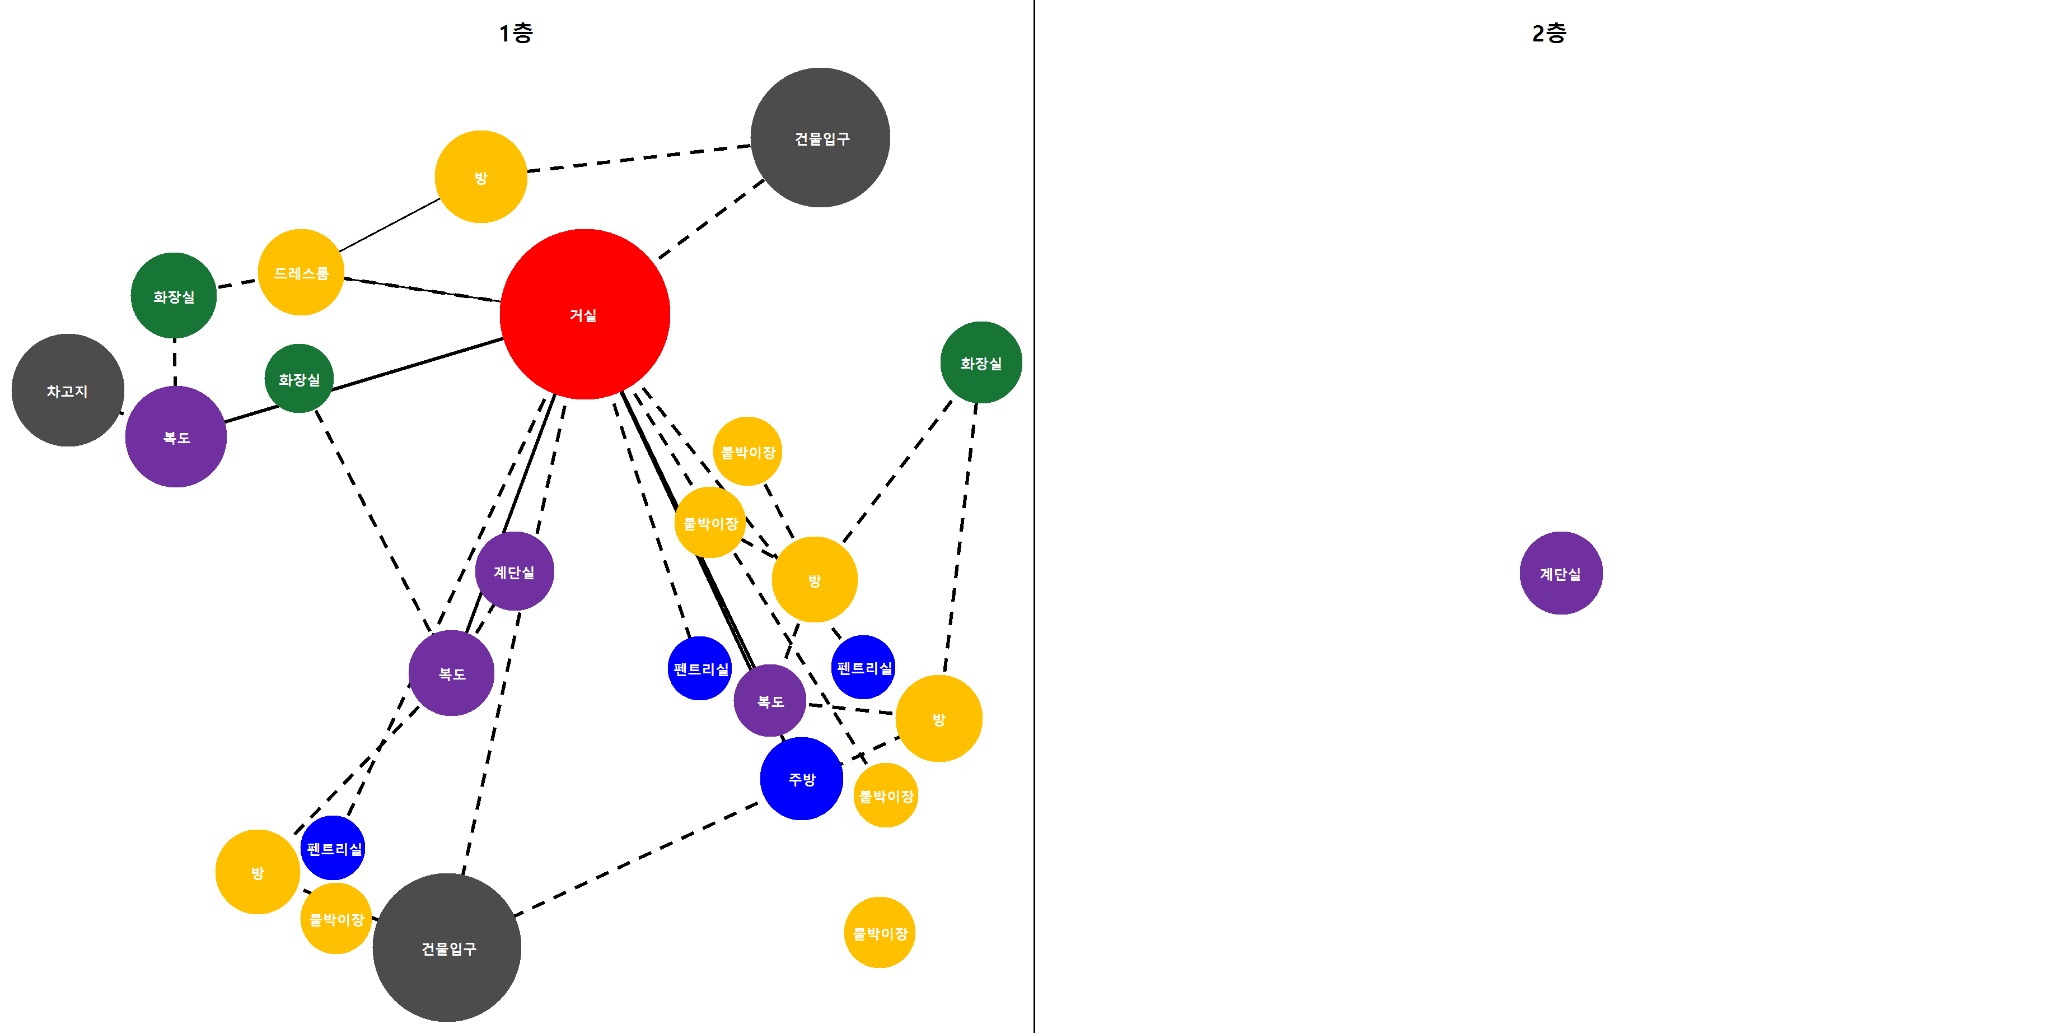 1층
2층
건물입구
방
드레스룸
화장실
거실
화장실
차고지
화장실
복도
붙박이장
붙박이장
계단실
방
계단실
펜트리실
펜트리실
복도
복도
방
주방
붙박이장
펜트리실
방
붙박이장
붙박이장
건물입구